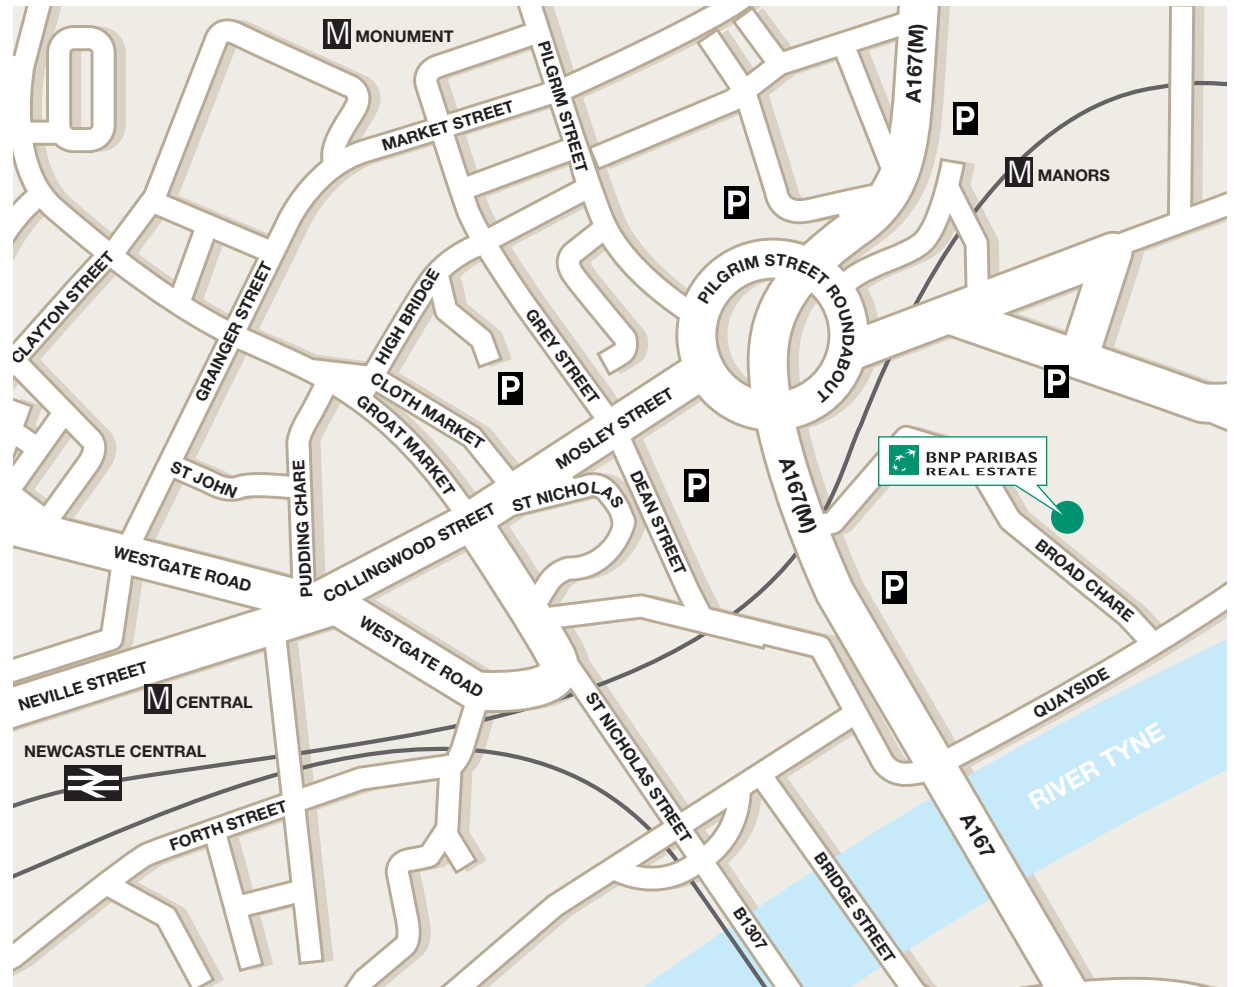 M MONUMENT
PILGRIM STREET
A167(M)
MARKET STREET
P
M MANORS
P
PILGRIM STREET ROUNDABOUT
CLAYTON STREET
GRAINGER STREET
HIGH BRIDGE
GREY STREET
P
P
CLOTH MARKET
GROAT MARKET
MOSLEY STREET
BNP PARIBAS
REAL ESTATE
ST JOHN
PUDDING CHARE
ST NICHOLAS
DEAN STREET
P
A167(M)
COLLINGWOOD STREET
WESTGATE ROAD
BROAD CHARE
P
WESTGATE ROAD
NEVILLE STREET
M CENTRAL
QUAYSIDE
NEWCASTLE CENTRAL
ST NICHOLAS STREET
RIVER TYNE
FORTH STREET
A167
BRIDGE STREET
B1307